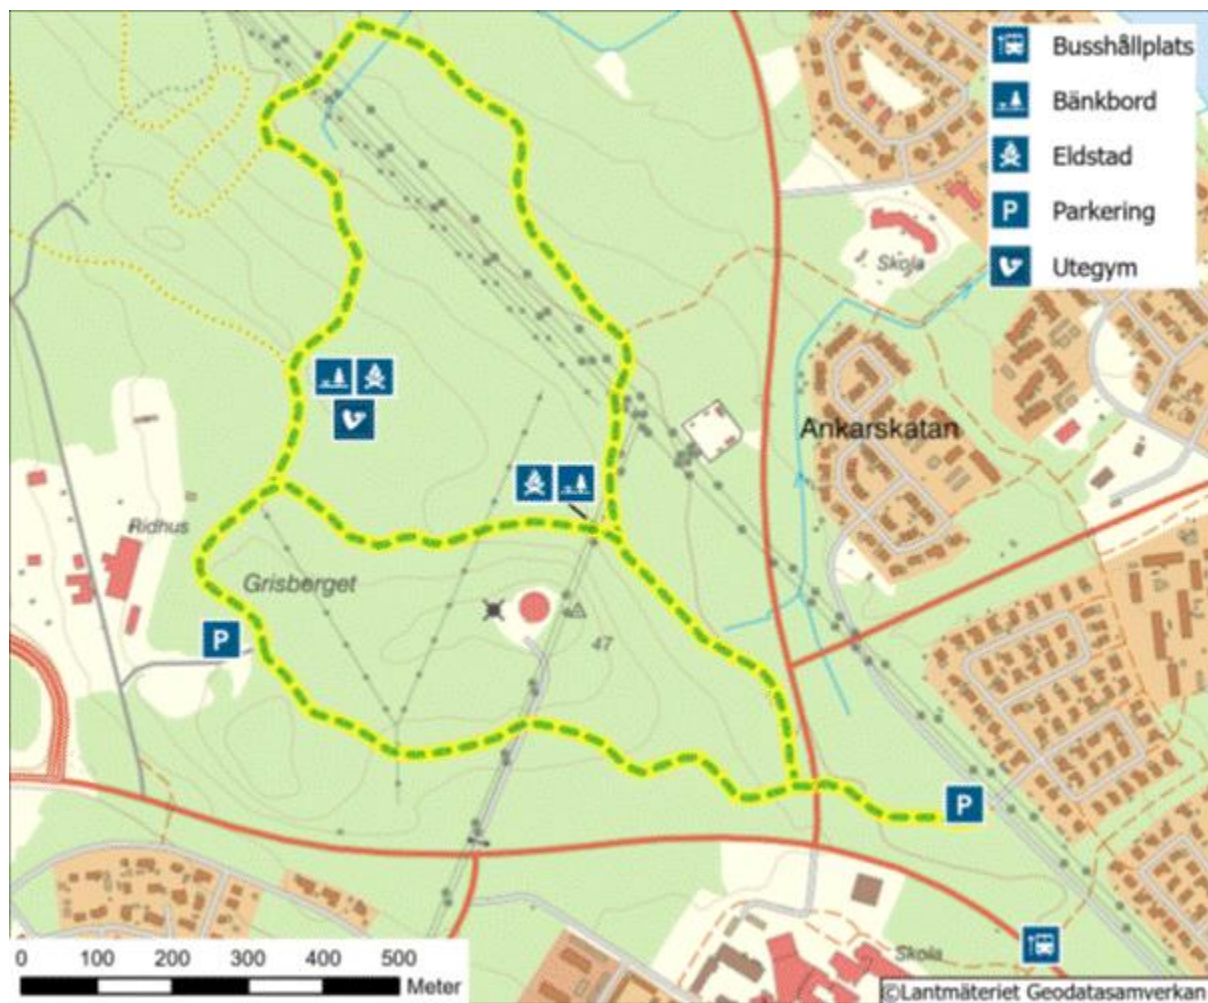 Busshållplats
Bänkbord
Eldstad
P Parkering
Utegym
Skola
Ankarskatan
Ridhus
Grisberget
P
47
P
Skola
0 100 200 300 400 500
Meter
©Lantmäteriet Geodatasamverkan